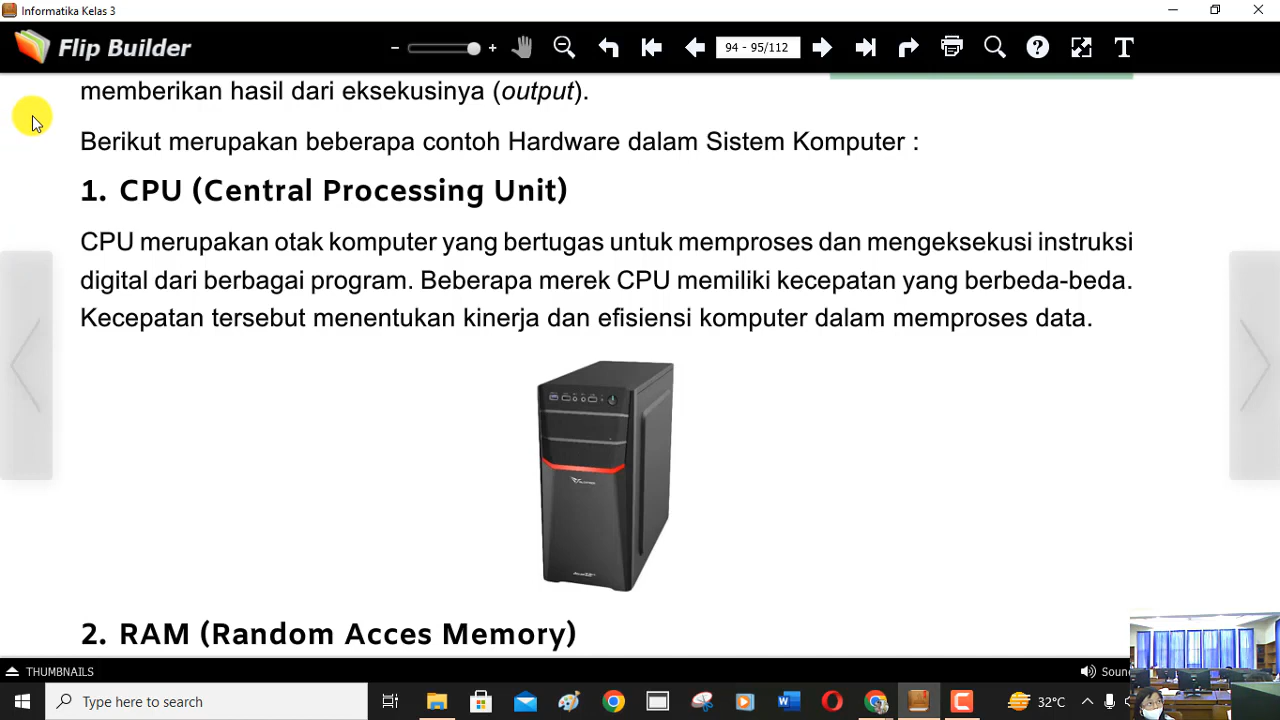 Informatika Kelas 3
Flip Builder
94 - 95/112
memberikan hasil dari eksekusinya (output).
Berikut merupakan beberapa contoh Hardware dalam Sistem Komputer :
1. CPU (Central Processing Unit)
CPU merupakan otak komputer yang bertugas untuk memproses dan mengeksekusi instruksi
digital dari berbagai program. Beberapa merek CPU memiliki kecepatan yang berbeda-beda.
Kecepatan tersebut menentukan kinerja dan efisiensi komputer dalam memproses data.
2. RAM (Random Acces Memory)
THUMBNAILS
Type here to search
32°C